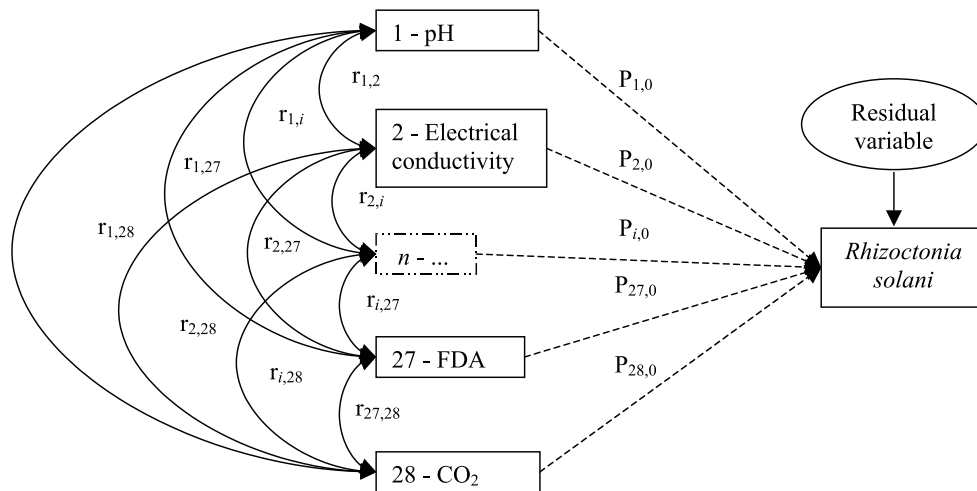 1 - pH
r1,2
P1,0
r1,i
Residual
variable
2 - Electrical
conductivity
P2,0
r1,27
r2,i
r1,28
r2,27
Pi,0
n - ...
Rhizoctonia
solani
ri,27
P27,0
r2,28
27 - FDA
ri,28
P28,0
r27,28
28 - CO2